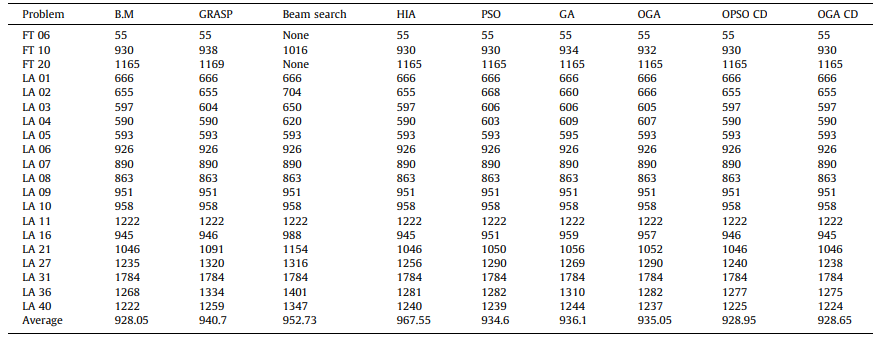 Problem B.M GRASP Beam search HIA PSO GA OGA OPSO CD OGA CD
FT 06 55 55 None 55 55 55 55 55 55
FT 10 930 938 1016 930 930 934 932 930 930
FT 20 1165 1169 None 1165 1165 1165 1165 1165 1165
LA 01 666 666 666 666 666 666 666 666 666
LA 02 655 655 704 655 668 660 666 655 655
LA 03 597 604 650 597 606 606 605 597 597
LA 04 590 590 620 590 603 609 607 590 590
LA 05 593 593 593 593 593 595 593 593 593
LA 06 926 926 926 926 926 926 926 926 926
LA 07 890 890 890 890 890 890 890 890 890
LA 08 863 863 863 863 863 863 863 863 863
LA 09 951 951 951 951 951 951 951 951 951
LA 10 958 958 958 958 958 958 958 958 958
LA 11 1222 1222 1222 1222 1222 1222 1222 1222 1222
LA 16 945 946 988 945 951 959 957 946 945
LA 21 1046 1091 1154 1046 1050 1056 1052 1046 1046
LA 27 1235 1320 1316 1256 1290 1269 1290 1240 1238
LA 31 1784 1784 1784 1784 1784 1784 1784 1784 1784
LA 36 1268 1334 1401 1281 1282 1310 1282 1277 1275
LA 40 1222 1259 1347 1240 1239 1244 1237 1225 1224
Average 928.05 940.7 952.73 967.55 934.6 936.1 935.05 928.95 928.65